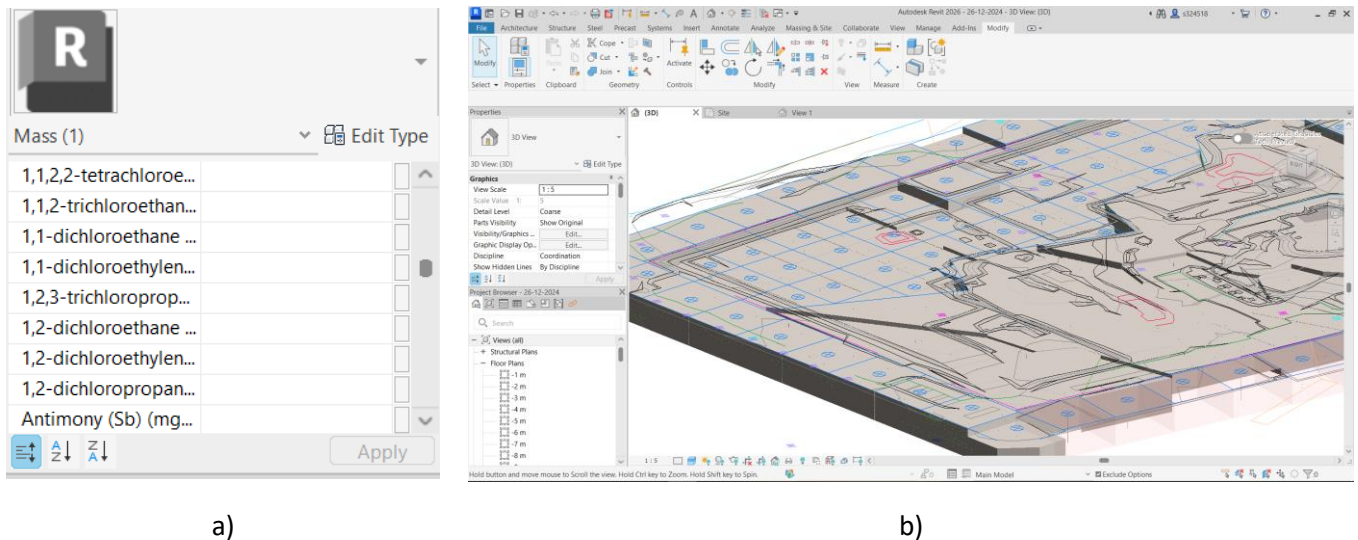 R
Mass (1)
Edit Type
1,1,2,2-tetrachloroe...
1,1,2-trichloroethan...
1,1-dichloroethane ...
1,1-dichloroethylen...
1,2,3-trichloroprop...
1,2-dichloroethane ...
1,2-dichloroethylen...
1,2-dichloropropan...
Antimony (Sb) (mg...
Apply
a)
Autodesk Revit 2026 - 26-12-2024 - 3D View: {3D}
s324518
File Architecture Structure Steel Precast Systems Insert Annotate Analyze Massing & Site Collaborate View Manage Add-Ins Modify
Modify
Cope
Cut
Join
Activate
Select Properties Clipboard Geometry Controls Modify View Measure Create
Properties
{3D} Site View 1
3D View
3D View: {3D} Edit Type
Graphics
View Scale 1 : 5
Scale Value 1: 5
Detail Level Coarse
Parts Visibility Show Original
Visibility/Graphics ... Edit...
Graphic Display Op... Edit...
Discipline Coordination
Show Hidden Lines By Discipline
Apply
Project Browser - 26-12-2024
Search
Views (all)
Structural Plans
Floor Plans
-1 m
-2 m
-3 m
-4 m
-5 m
-6 m
-7 m
-8 m
1 : 5
Hold button and move mouse to Scroll the view. Hold Ctrl key to Zoom. Hold Shift key to Spin.
:0
Main Model
Exclude Options
:0
b)